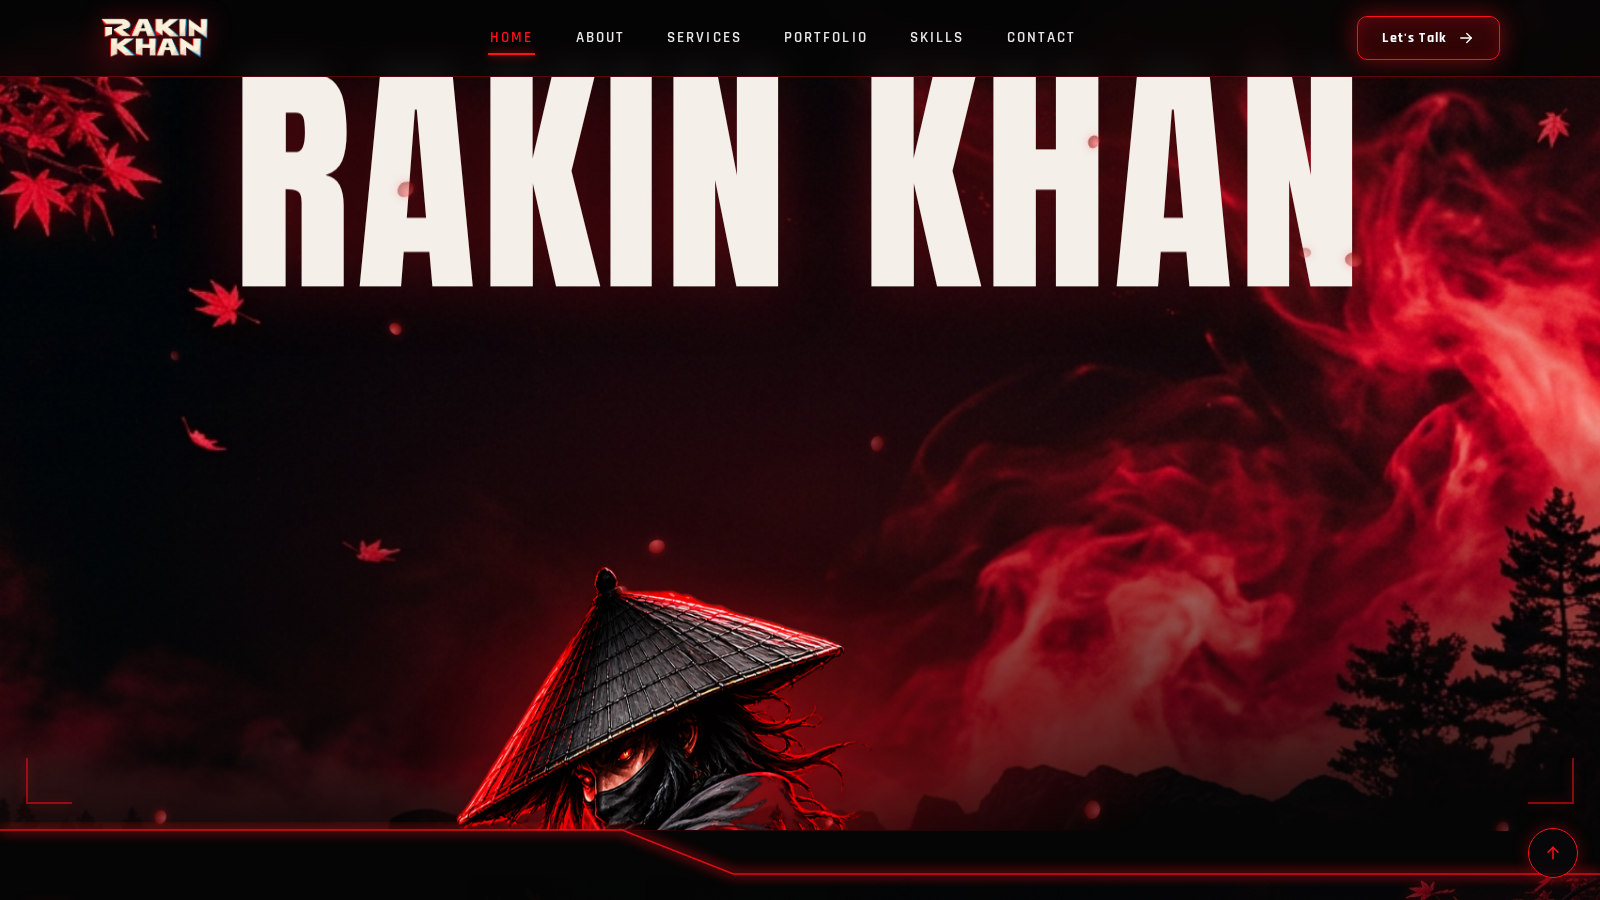 RAKIN
KHAN
HOME
ABOUT
SERVICES
PORTFOLIO
SKILLS
CONTACT
Let's Talk
RAKIN KHAN